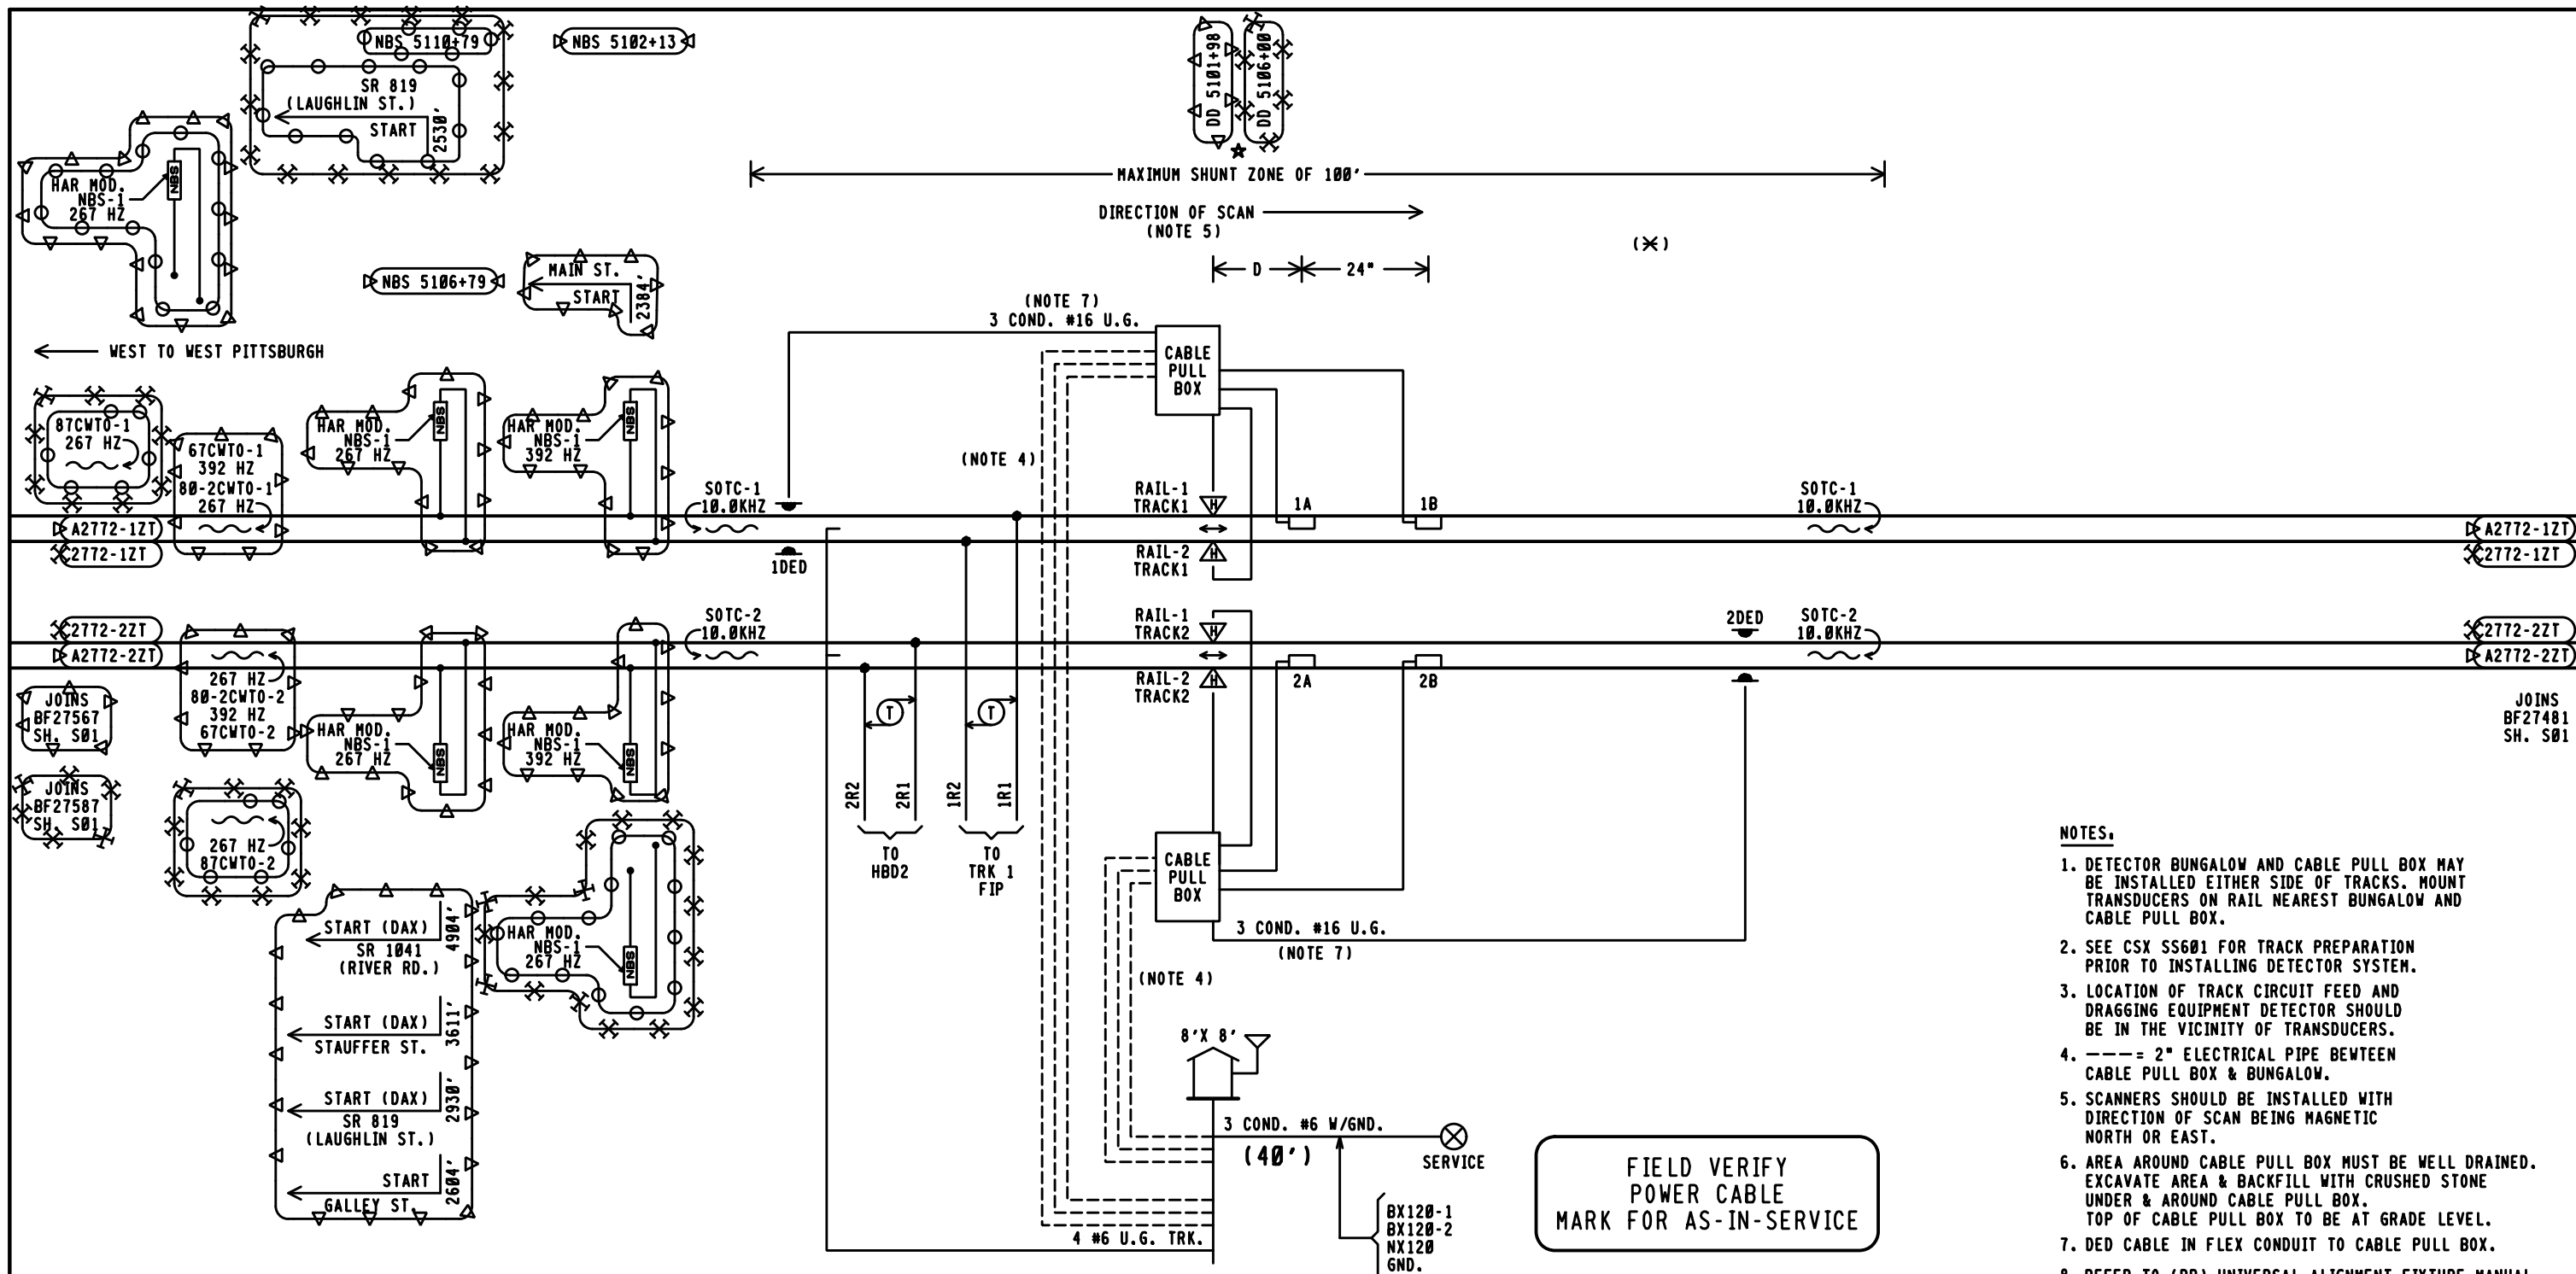 NBS 5110+79
NBS 5102+13
SR 819
(LAUGHLIN ST.)
START
2530'
DD 5101+98
DD 5106+00
MAXIMUM SHUNT ZONE OF 100'
DIRECTION OF SCAN
(NOTE 5)
D
24"
HAR MOD.
NBS-1
267 HZ
NBS
NBS 5106+79
MAIN ST.
START
2384'
WEST TO WEST PITTSBURGH
(NOTE 7)
3 COND. #16 U.G.
CABLE
PULL
BOX
(NOTE 4)
87CWTO-1
267 HZ
67CWTO-1
392 HZ
80-2CWTO-1
267 HZ
HAR MOD.
NBS-1
267 HZ
NBS
HAR MOD.
NBS-1
392 HZ
NBS
SOTC-1
10.0KHZ
RAIL-1
TRACK1
H
1A
1B
SOTC-1
10.0KHZ
A2772-1ZT
2772-1ZT
1DED
RAIL-2
TRACK1
H
A2772-1ZT
2772-1ZT
2772-2ZT
A2772-2ZT
SOTC-2
10.0KHZ
RAIL-1
TRACK2
H
2DED
SOTC-2
10.0KHZ
2772-2ZT
A2772-2ZT
RAIL-2
TRACK2
H
2A
2B
JOINS
BF27567
SH. S01
267 HZ
80-2CWTO-2
392 HZ
67CWTO-2
HAR MOD.
NBS-1
267 HZ
NBS
HAR MOD.
NBS-1
392 HZ
NBS
T
T
JOINS
BF27481
SH. S01
JOINS
BF27587
SH. S01
267 HZ
87CWTO-2
2R2
2R1
1R2
1R1
TO
HBD2
TO
TRK 1
FIP
CABLE
PULL
BOX
3 COND. #16 U.G.
(NOTE 7)
(NOTE 4)
HAR MOD.
NBS-1
267 HZ
NBS
START (DAX)
4904'
SR 1041
(RIVER RD.)
START (DAX)
3611'
STAUFFER ST.
START (DAX)
2930'
SR 819
(LAUGHLIN ST.)
START
2604'
GALLEY ST.
8'X 8'
3 COND. #6 W/GND.
(40')
SERVICE
4 #6 U.G. TRK.
BX120-1
BX120-2
NX120
GND.
FIELD VERIFY
POWER CABLE
MARK FOR AS-IN-SERVICE
NOTES:
1. DETECTOR BUNGALOW AND CABLE PULL BOX MAY
BE INSTALLED EITHER SIDE OF TRACKS. MOUNT
TRANSDUCERS ON RAIL NEAREST BUNGALOW AND
CABLE PULL BOX.
2. SEE CSX SS601 FOR TRACK PREPARATION
PRIOR TO INSTALLING DETECTOR SYSTEM.
3. LOCATION OF TRACK CIRCUIT FEED AND
DRAGGING EQUIPMENT DETECTOR SHOULD
BE IN THE VICINITY OF TRANSDUCERS.
4. ----= 2" ELECTRICAL PIPE BEWTEEN
CABLE PULL BOX & BUNGALOW.
5. SCANNERS SHOULD BE INSTALLED WITH
DIRECTION OF SCAN BEING MAGNETIC
NORTH OR EAST.
6. AREA AROUND CABLE PULL BOX MUST BE WELL DRAINED.
EXCAVATE AREA & BACKFILL WITH CRUSHED STONE
UNDER & AROUND CABLE PULL BOX.
TOP OF CABLE PULL BOX TO BE AT GRADE LEVEL.
7. DED CABLE IN FLEX CONDUIT TO CABLE PULL BOX.